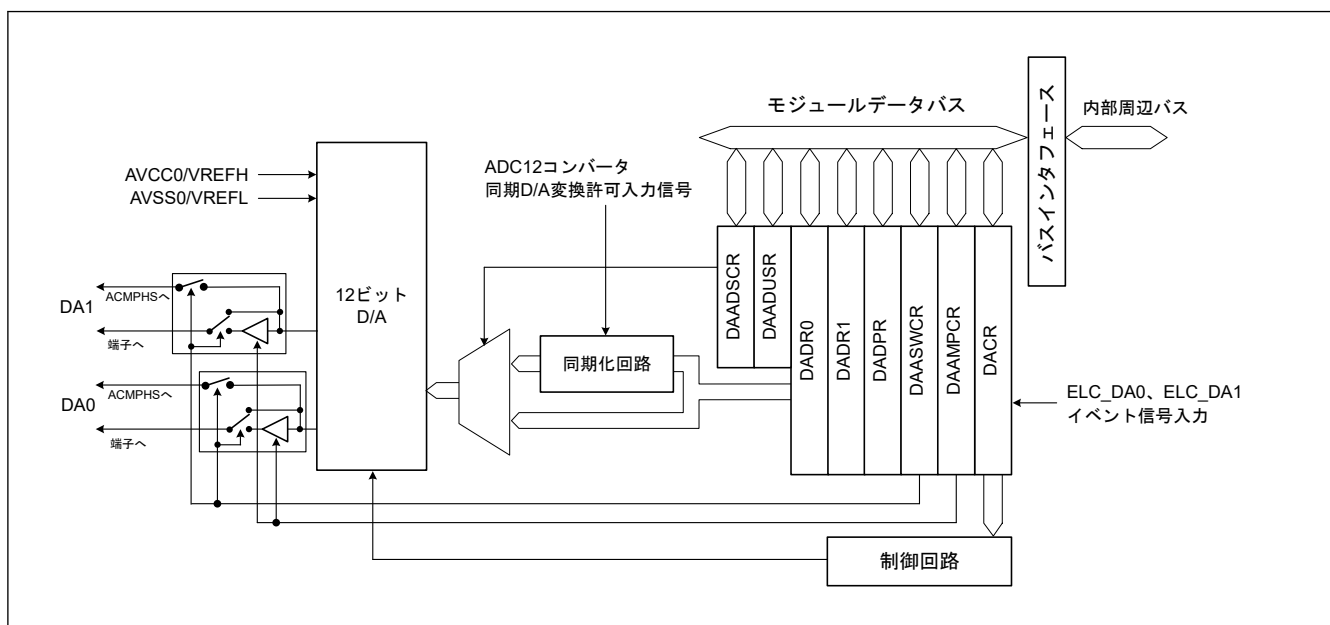 モジュールデータバス
バスインタフェース
内部周辺バス
AVCC0/VREFH
AVSS0/VREFL
ADC12コンバータ
同期D/A変換許可入力信号
12ビット
D/A
DA1
ACMPHSへ
端子へ
DA0
ACMPHSへ
端子へ
同期化回路
DAADSCR
DAADUSR
DADR0
DADR1
DADPR
DAASWCR
DAAMPCR
DACR
ELC_DA0、ELC_DA1
イベント信号入力
制御回路